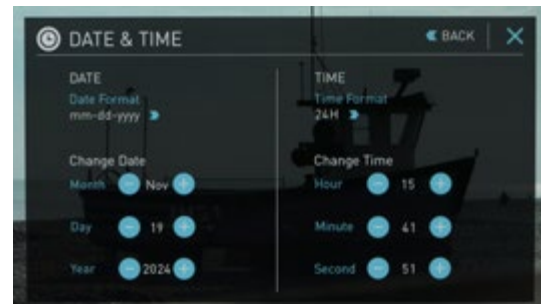 DATE & TIME
BACK
DATE
Date Format
mm-dd-yyyy
Change Date
Month Nov
Day 19
Year 2024
TIME
Time Format
24H
Change Time
Hour 15
Minute 41
Second 51